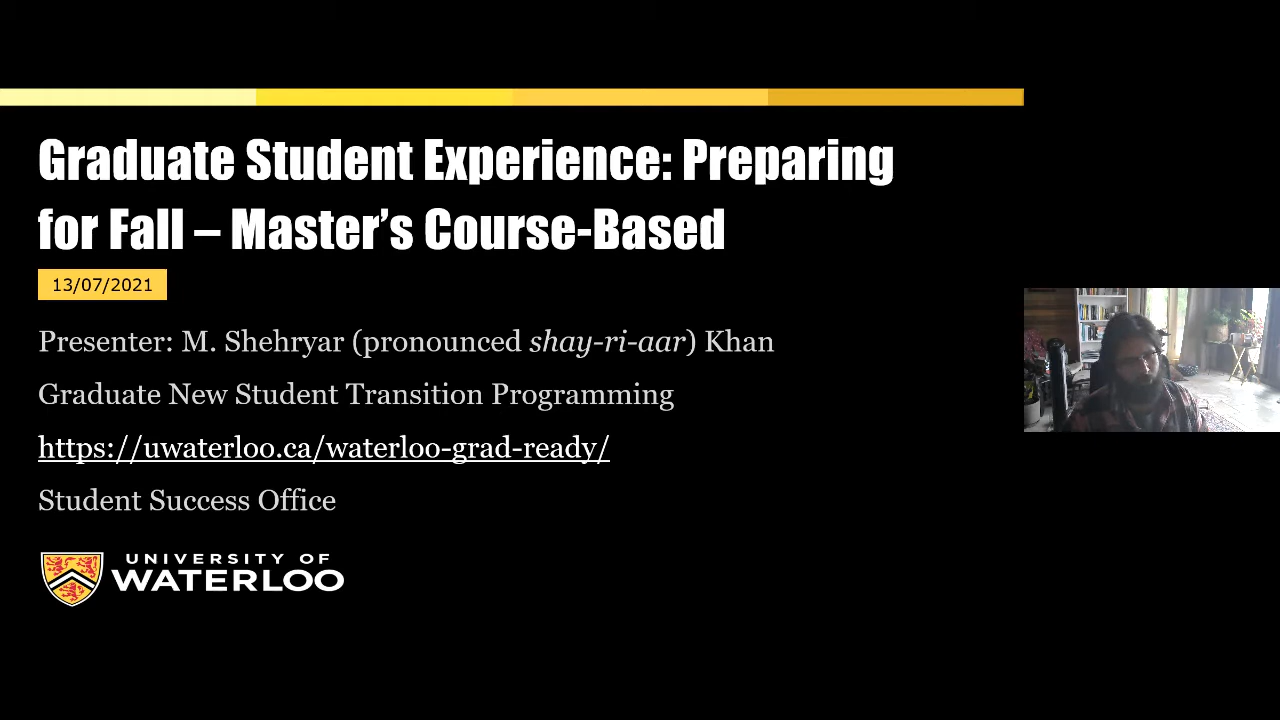 Graduate Student Experience: Preparing
for Fall – Master’s Course-Based
13/07/2021
Presenter: M. Shehryar (pronounced shay-ri-aar) Khan
Graduate New Student Transition Programming
https://uwaterloo.ca/waterloo-grad-ready/
Student Success Office
UNIVERSITY OF
WATERLOO